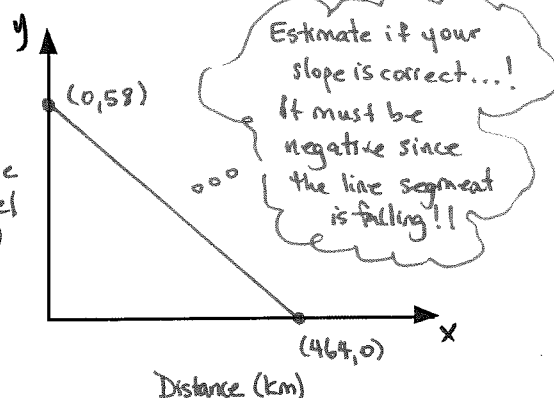 y
(0,58)
Estimate if your
slope is correct...!
It must be
negative since
the line segment
is falling!!
x
(464,0)
Distance (km)